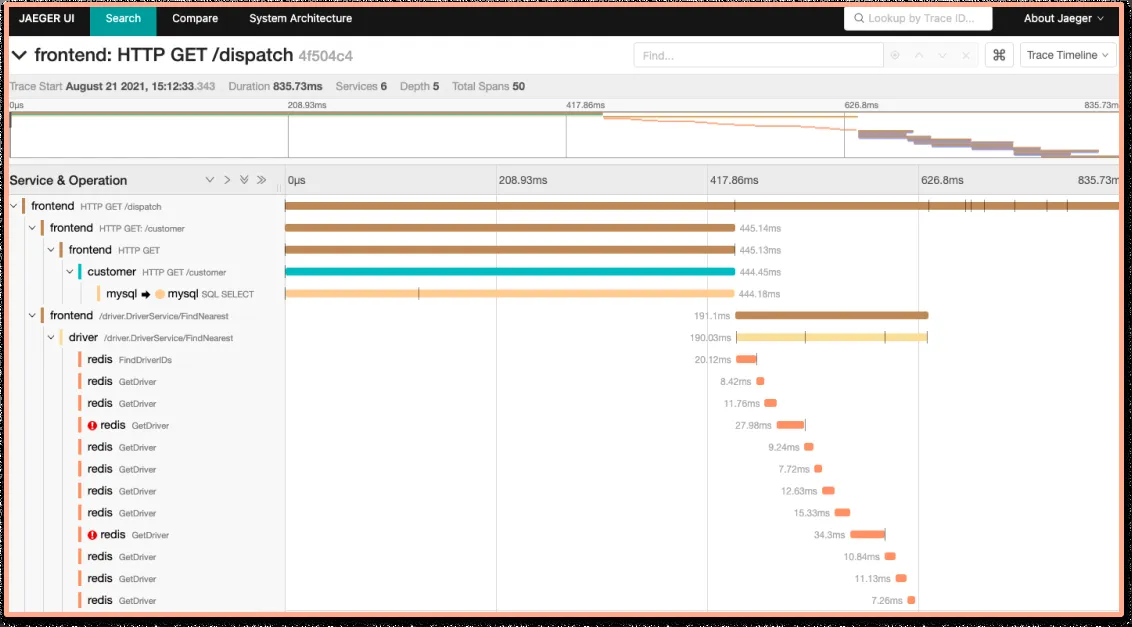 JAEGER UI Search Compare System Architecture Lookup by Trace ID... About Jaeger
frontend: HTTP GET /dispatch 4f504c4 Find... ⌘ Trace Timeline
Trace Start August 21 2021, 15:12:33.343 Duration 835.73ms Services 6 Depth 5 Total Spans 50
0μs 208.93ms 417.86ms 626.8ms 835.73m
Service & Operation 0μs 208.93ms 417.86ms 626.8ms 835.73m
frontend HTTP GET /dispatch
frontend HTTP GET: /customer 445.14ms
frontend HTTP GET 445.13ms
customer HTTP GET /customer 444.45ms
mysql mysql SQL SELECT 444.18ms
frontend /driver.DriverService/FindNearest 191.1ms
driver /driver.DriverService/FindNearest 190.03ms
redis FindDriverIDs 20.12ms
redis GetDriver 8.42ms
redis GetDriver 11.76ms
redis GetDriver 27.98ms
redis GetDriver 9.24ms
redis GetDriver 7.72ms
redis GetDriver 12.63ms
redis GetDriver 15.33ms
redis GetDriver 34.3ms
redis GetDriver 10.84ms
redis GetDriver 11.13ms
redis GetDriver 7.26ms